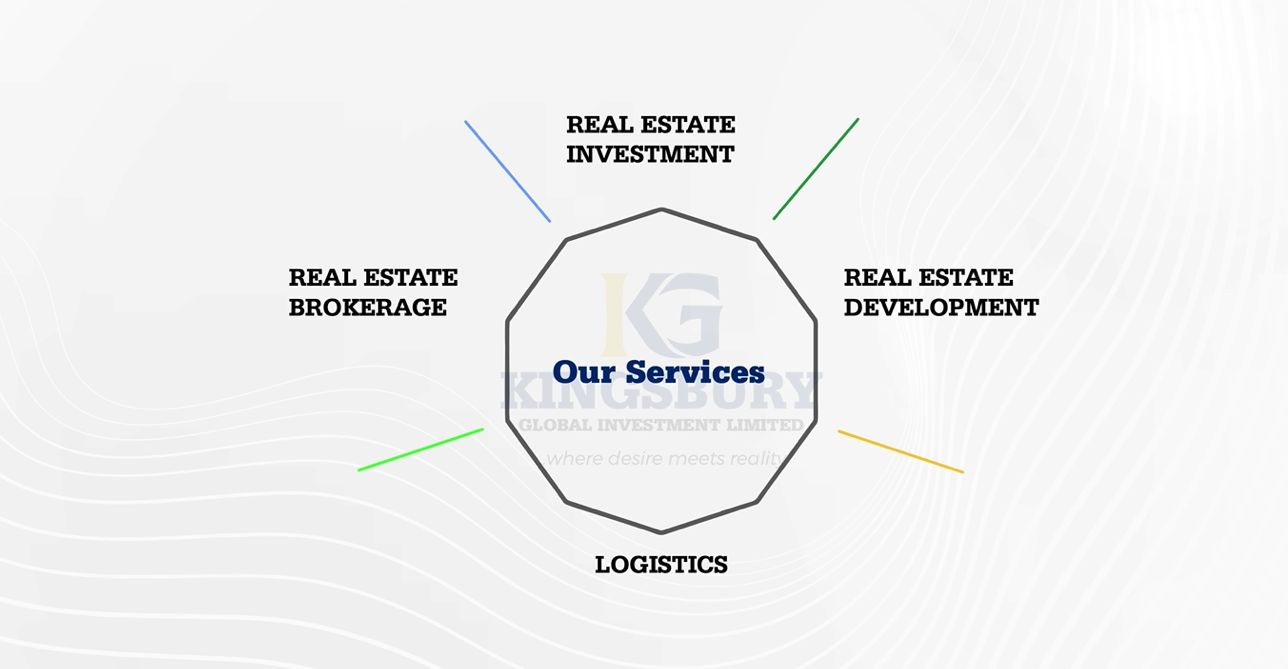 REAL ESTATE
INVESTMENT
REAL ESTATE
BROKERAGE
REAL ESTATE
DEVELOPMENT
KG
Our Services
KINGSBURY
GLOBAL INVESTMENT LIMITED
where desire meets reality
LOGISTICS